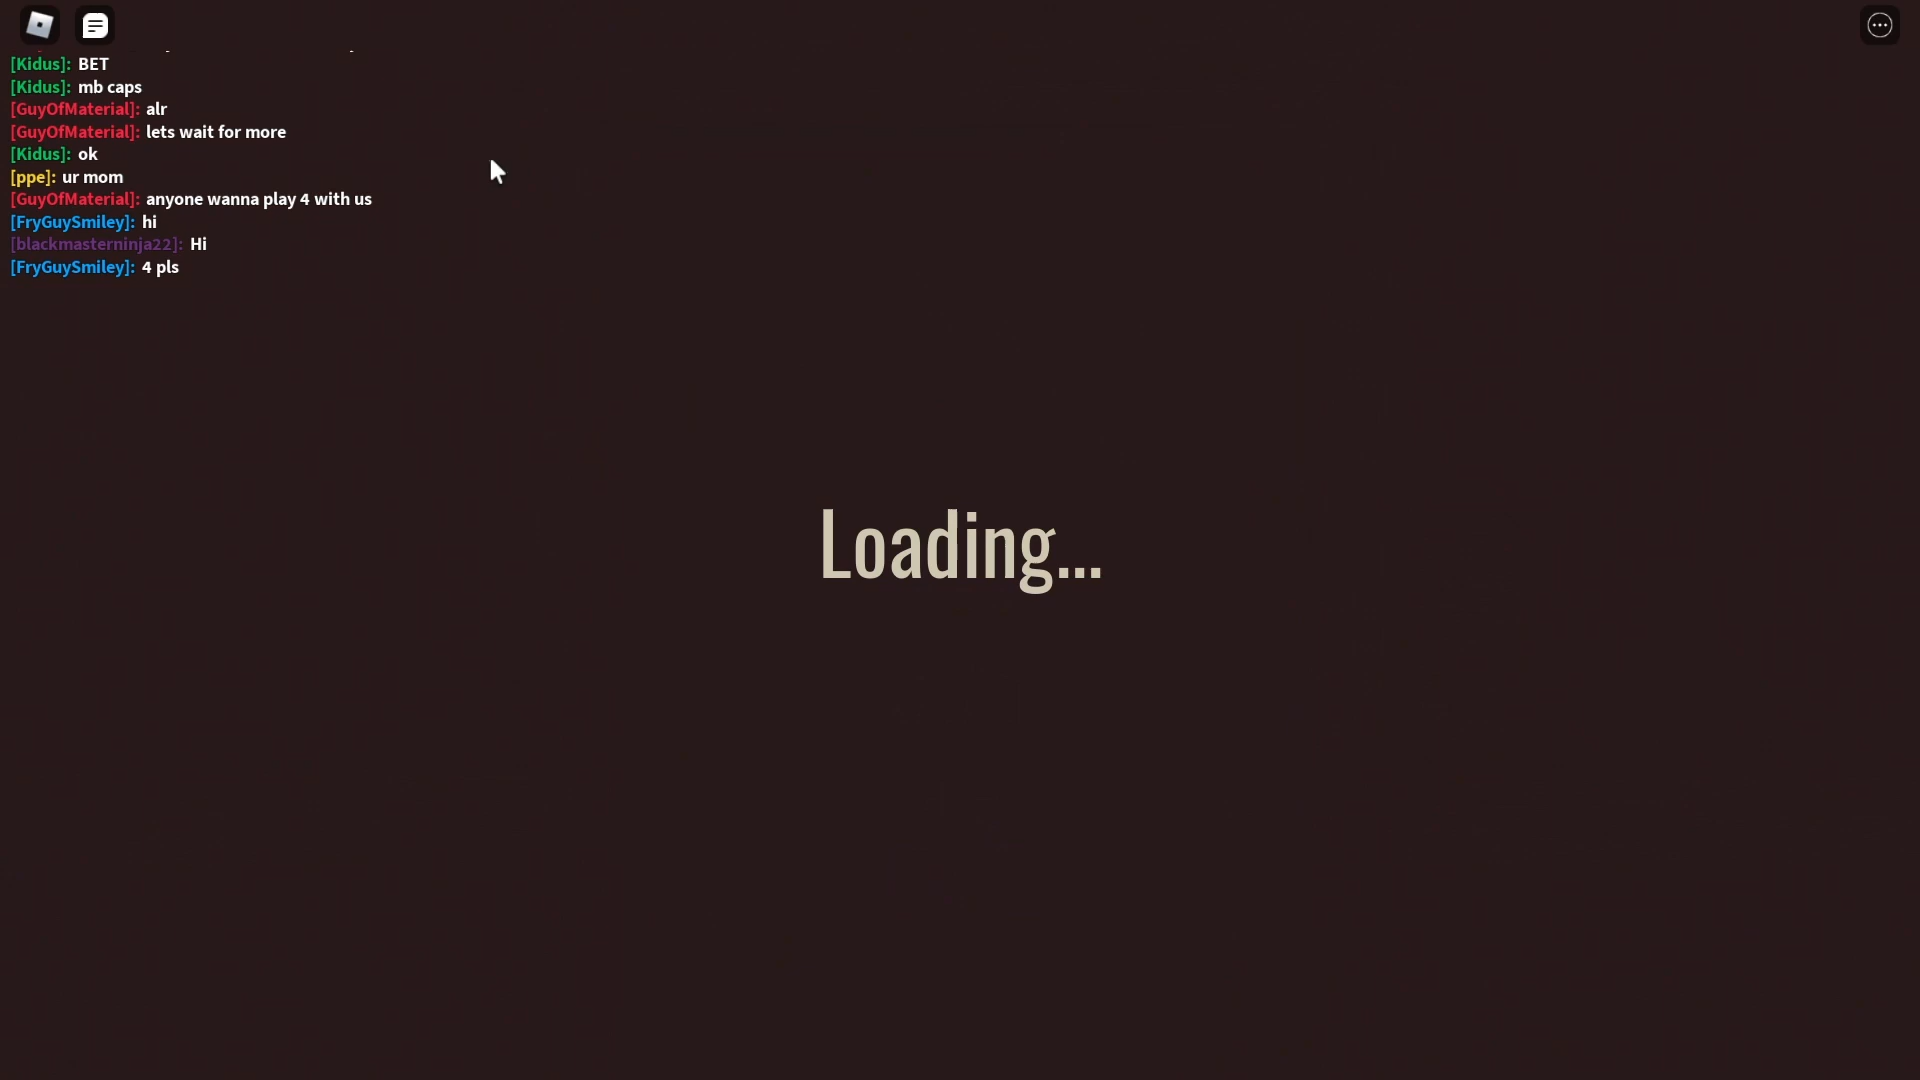 [Kidus]: BET
[Kidus]: mb caps
[GuyOfMaterial]: alr
[GuyOfMaterial]: lets wait for more
[Kidus]: ok
[ppe]: ur mom
[GuyOfMaterial]: anyone wanna play 4 with us
[FryGuySmiley]: hi
[blackmasterninja22]: Hi
[FryGuySmiley]: 4 pls
Loading...